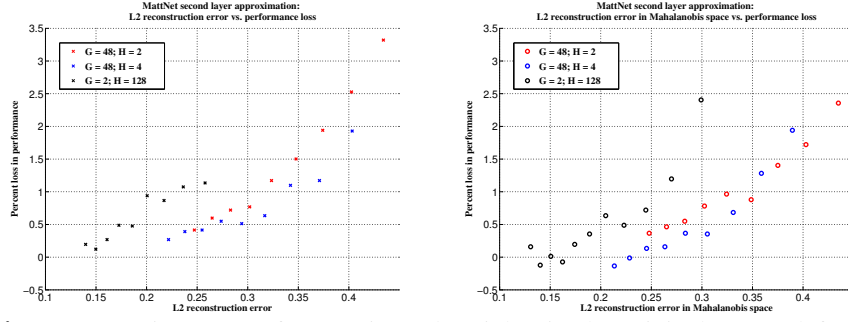 MattNet second layer approximation:
L2 reconstruction error vs. performance loss
3.5
3
2.5
2
1.5
1
0.5
0
−0.5
Percent loss in performance
G = 48; H = 2
G = 48; H = 4
G = 2; H = 128
0.1
0.15
0.2
0.25
0.3
0.35
0.4
L2 reconstruction error
MattNet second layer approximation:
L2 reconstruction error in Mahalanobis space vs. performance loss
3.5
3
2.5
2
1.5
1
0.5
0
−0.5
Percent loss in performance
G = 48; H = 2
G = 48; H = 4
G = 2; H = 128
0.1
0.15
0.2
0.25
0.3
0.35
0.4
L2 reconstruction error in Mahalanobis space